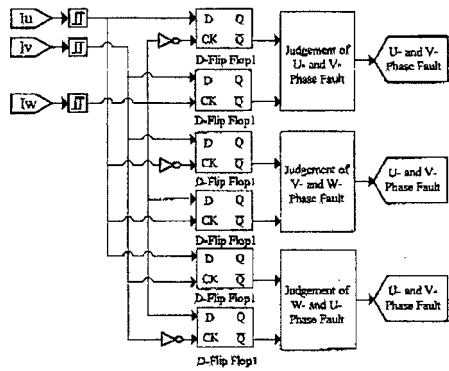 Iu
Iv
Iw
D Q
CK Q
D-Flip Flop1
D Q
CK Q
D-Flip Flop1
D Q
CK Q
D-Flip Flop1
D Q
CK Q
D-Flip Flop1
D Q
CK Q
D-Flip Flop1
D Q
CK Q
D-Flip Flop1
Judgement of
U- and V-
Phase Fault
Judgement of
V- and W-
Phase Fault
Judgement of
W- and U-
Phase Fault
U- and V-
Phase Fault
U- and V-
Phase Fault
U- and V-
Phase Fault